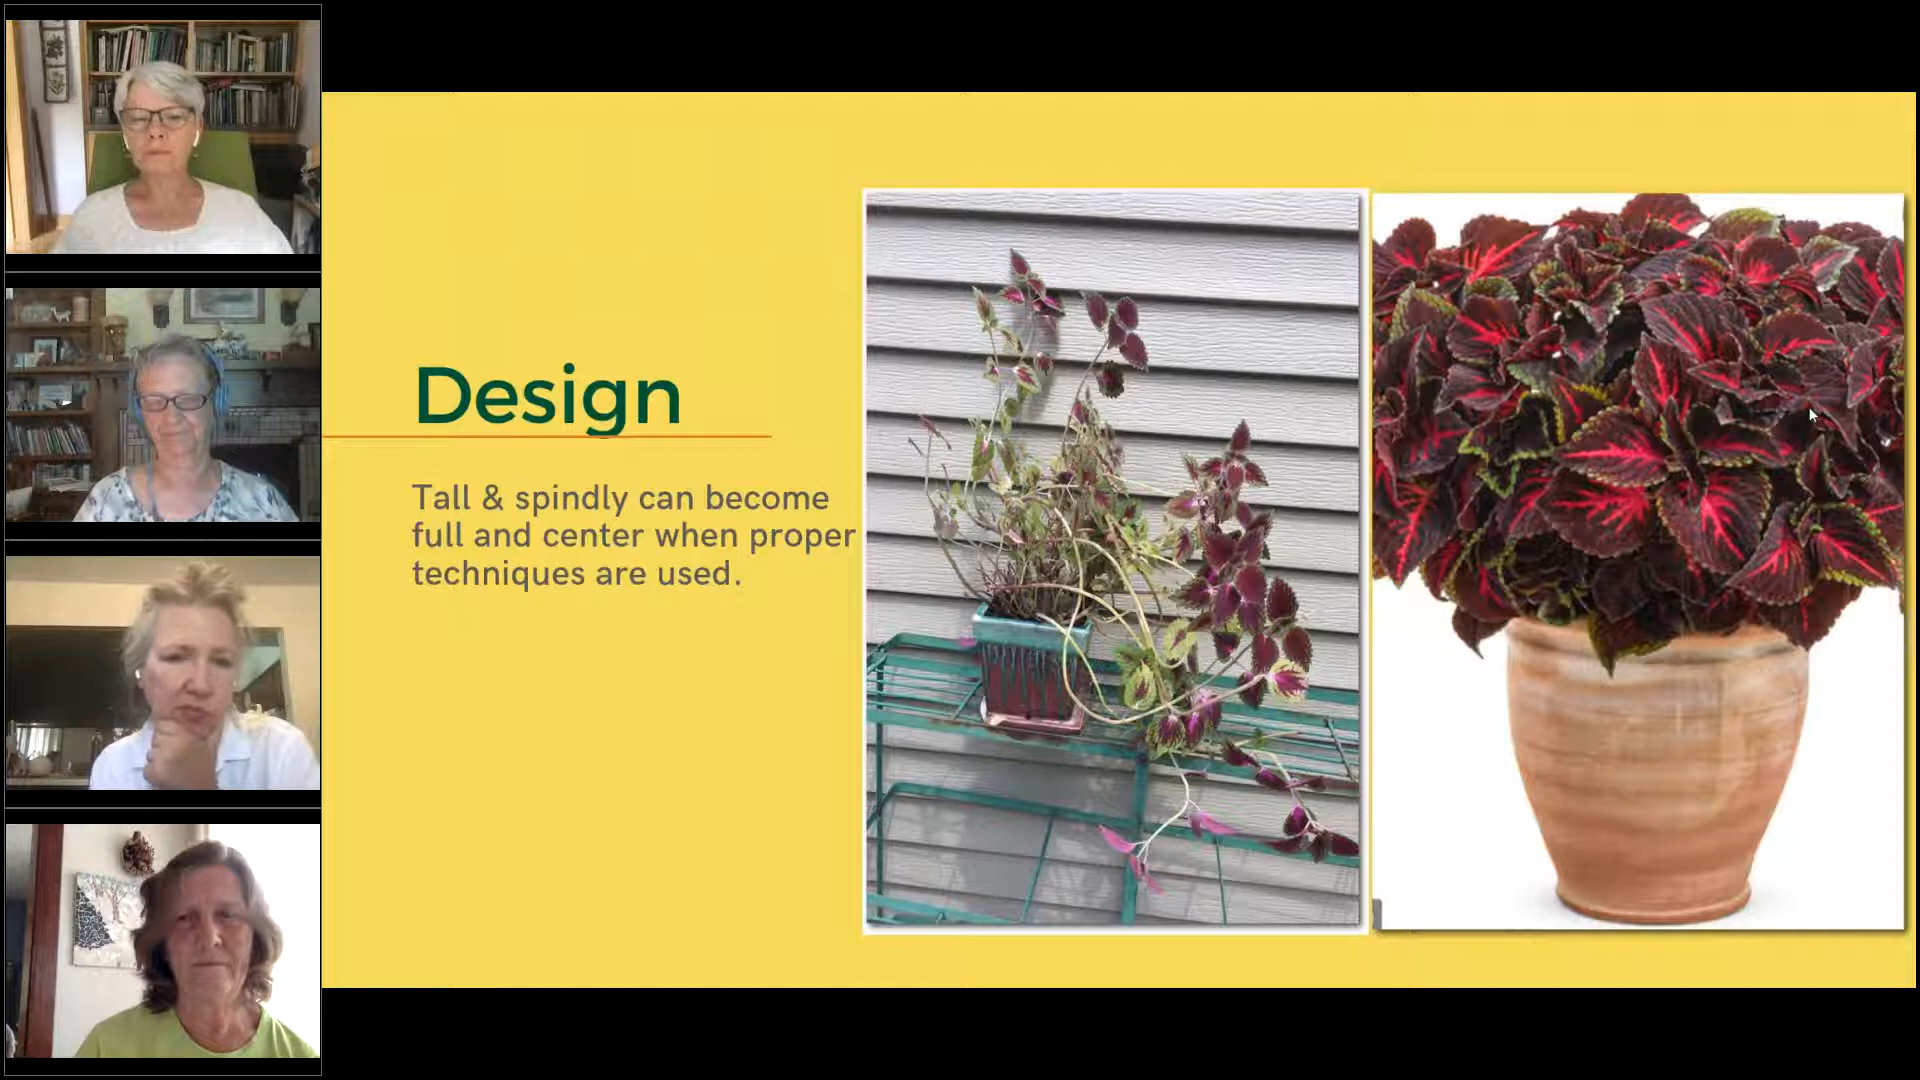 Design
Tall & spindly can become
full and center when proper
techniques are used.